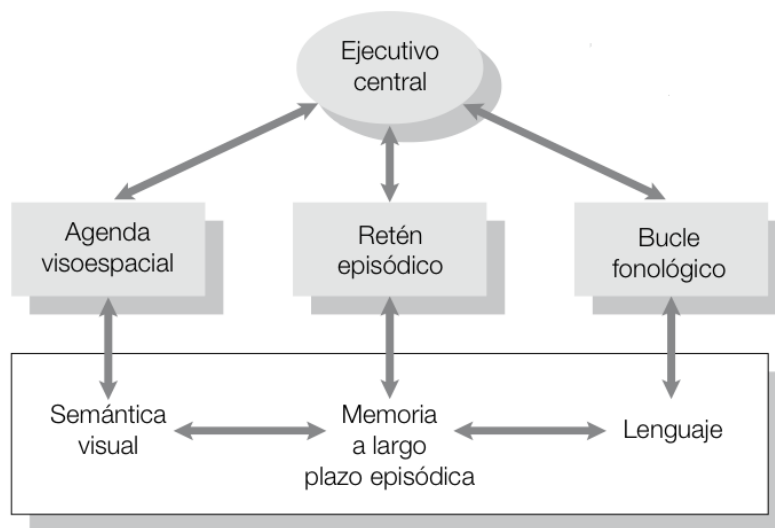 Ejecutivo
central
Agenda
visoespacial
Retén
episódico
Bucle
fonológico
Semántica
visual
Memoria
a largo
plazo episódica
Lenguaje